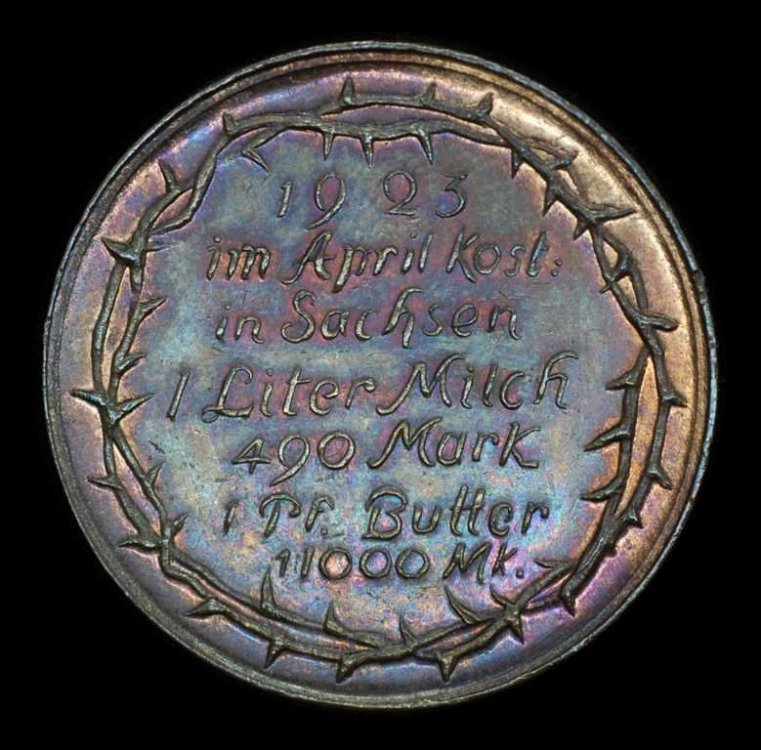 1923
im April Kost:
in Sachsen
1 Liter Milch
490 Mark
1 Pf. Butter
11000 Mk.